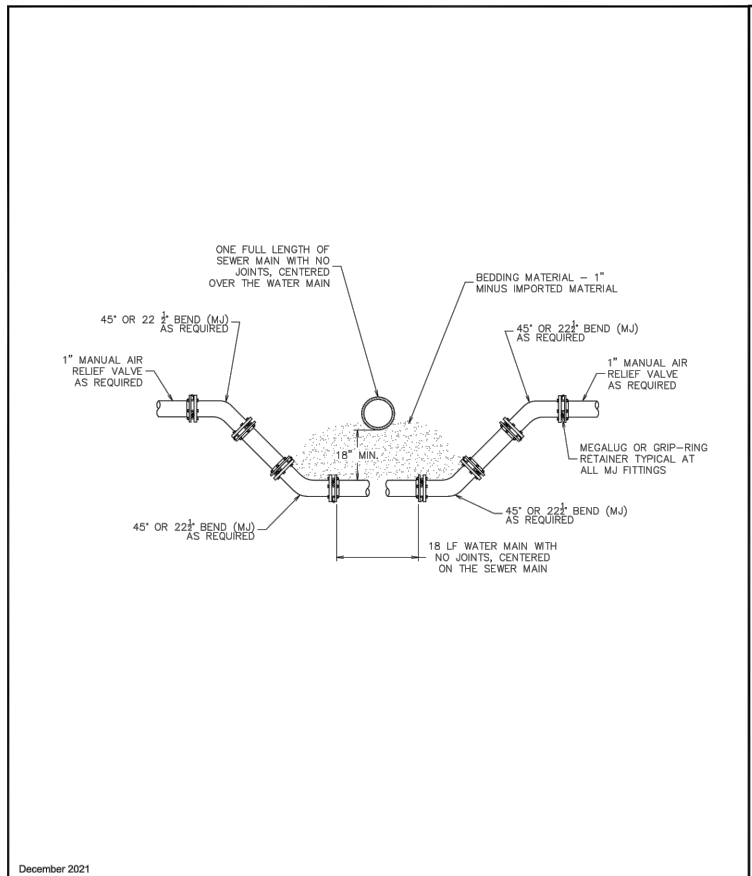 ONE FULL LENGTH OF
SEWER MAIN WITH NO
JOINTS, CENTERED
OVER THE WATER MAIN
BEDDING MATERIAL – 1"
MINUS IMPORTED MATERIAL
45° OR 22 ½° BEND (MJ)
AS REQUIRED
45° OR 22½° BEND (MJ)
AS REQUIRED
1" MANUAL AIR
RELIEF VALVE
AS REQUIRED
1" MANUAL AIR
RELIEF VALVE
AS REQUIRED
18" MIN.
MEGALUG OR GRIP–RING
RETAINER TYPICAL AT
ALL MJ FITTINGS
45° OR 22½° BEND (MJ)
AS REQUIRED
45° OR 22½° BEND (MJ)
AS REQUIRED
18 LF WATER MAIN WITH
NO JOINTS, CENTERED
ON THE SEWER MAIN
December 2021